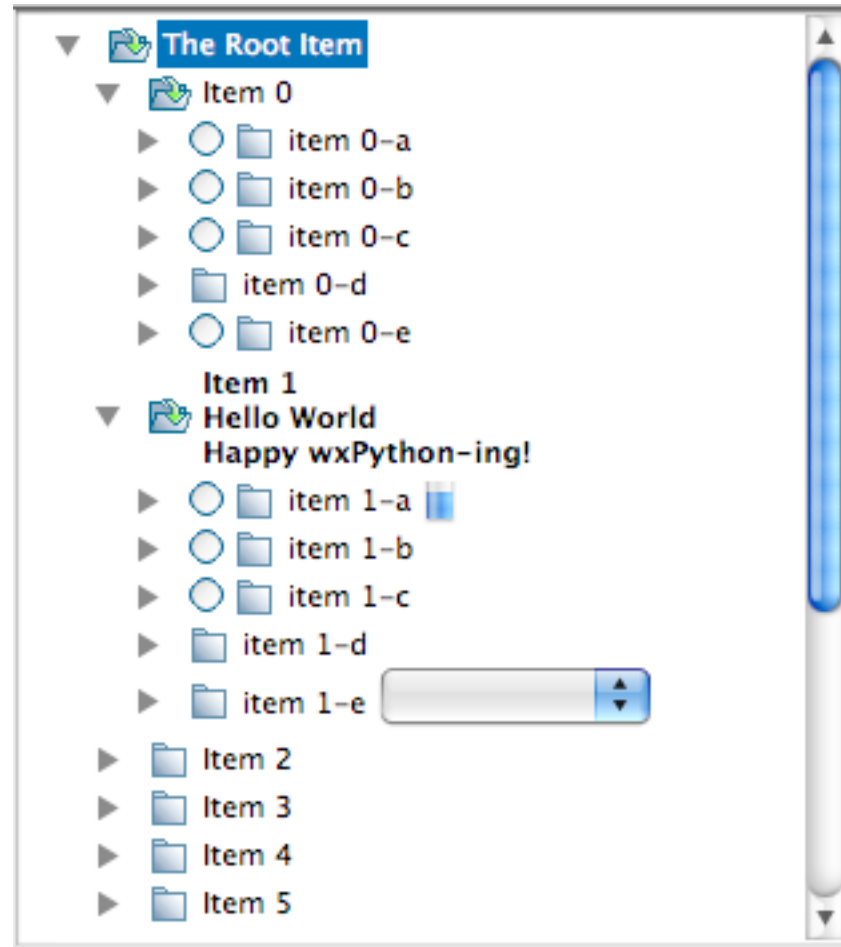 The Root Item
Item 0
item 0-a
item 0-b
item 0-c
item 0-d
item 0-e
Item 1
Hello World
Happy wxPython-ing!
item 1-a
item 1-b
item 1-c
item 1-d
item 1-e
Item 2
Item 3
Item 4
Item 5